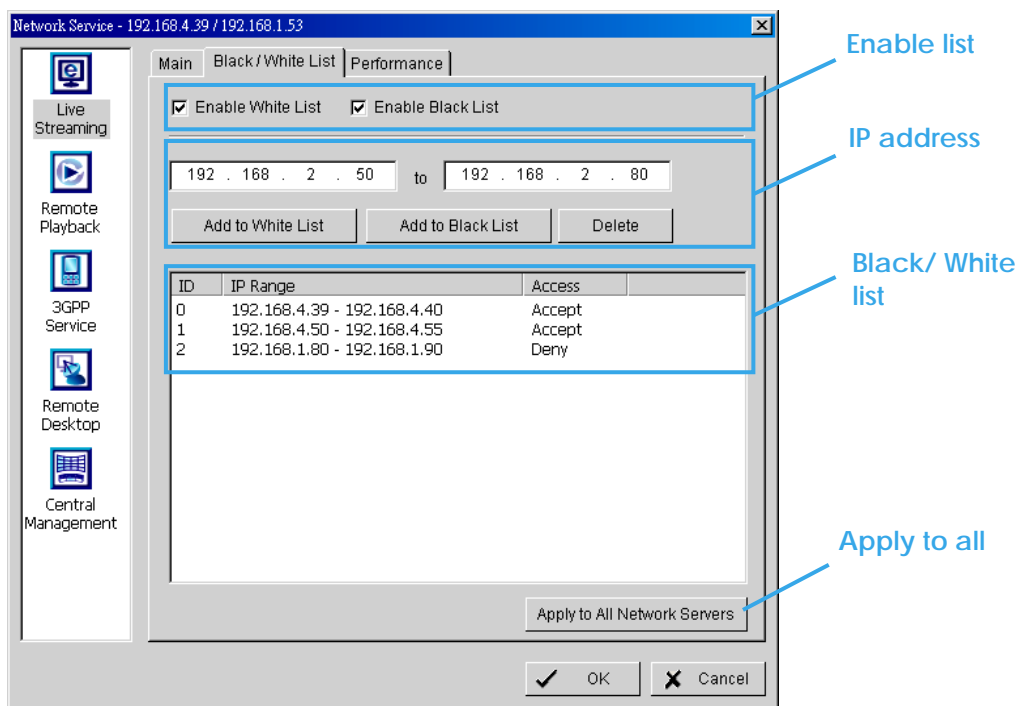 Network Service - 192.168.4.39 / 192.168.1.53
Enable list
Main Black / White List Performance
Enable White List Enable Black List
Live
Streaming
IP address
192 . 168 . 2 . 50 to 192 . 168 . 2 . 80
Remote
Playback
Add to White List Add to Black List Delete
Black/ White
list
ID IP Range Access
0 192.168.4.39 - 192.168.4.40 Accept
1 192.168.4.50 - 192.168.4.55 Accept
2 192.168.1.80 - 192.168.1.90 Deny
3GPP
Service
Remote
Desktop
Central
Management
Apply to all
Apply to All Network Servers
OK Cancel